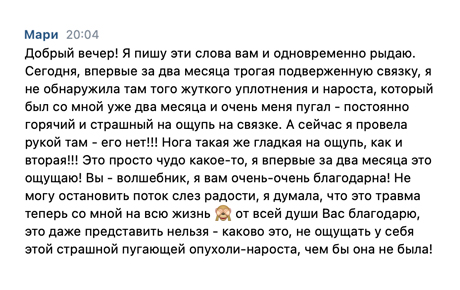 Мари 20:04
Добрый вечер! Я пишу эти слова вам и одновременно рыдаю.
Сегодня, впервые за два месяца трогая подверженную связку, я
не обнаружила там того жуткого уплотнения и нароста, который
был со мной уже два месяца и очень меня пугал - постоянно
горячий и страшный на ощупь на связке. А сейчас я провела
рукой там - его нет!!! Нога такая же гладкая на ощупь, как и
вторая!!! Это просто чудо какое-то, я впервые за два месяца это
ощущаю! Вы - волшебник, я вам очень-очень благодарна! Не
могу остановить поток слез радости, я думала, что это травма
теперь со мной на всю жизнь 🙈 от всей души Вас благодарю,
это даже представить нельзя - каково это, не ощущать у себя
этой страшной пугающей опухоли-нароста, чем бы она не была!